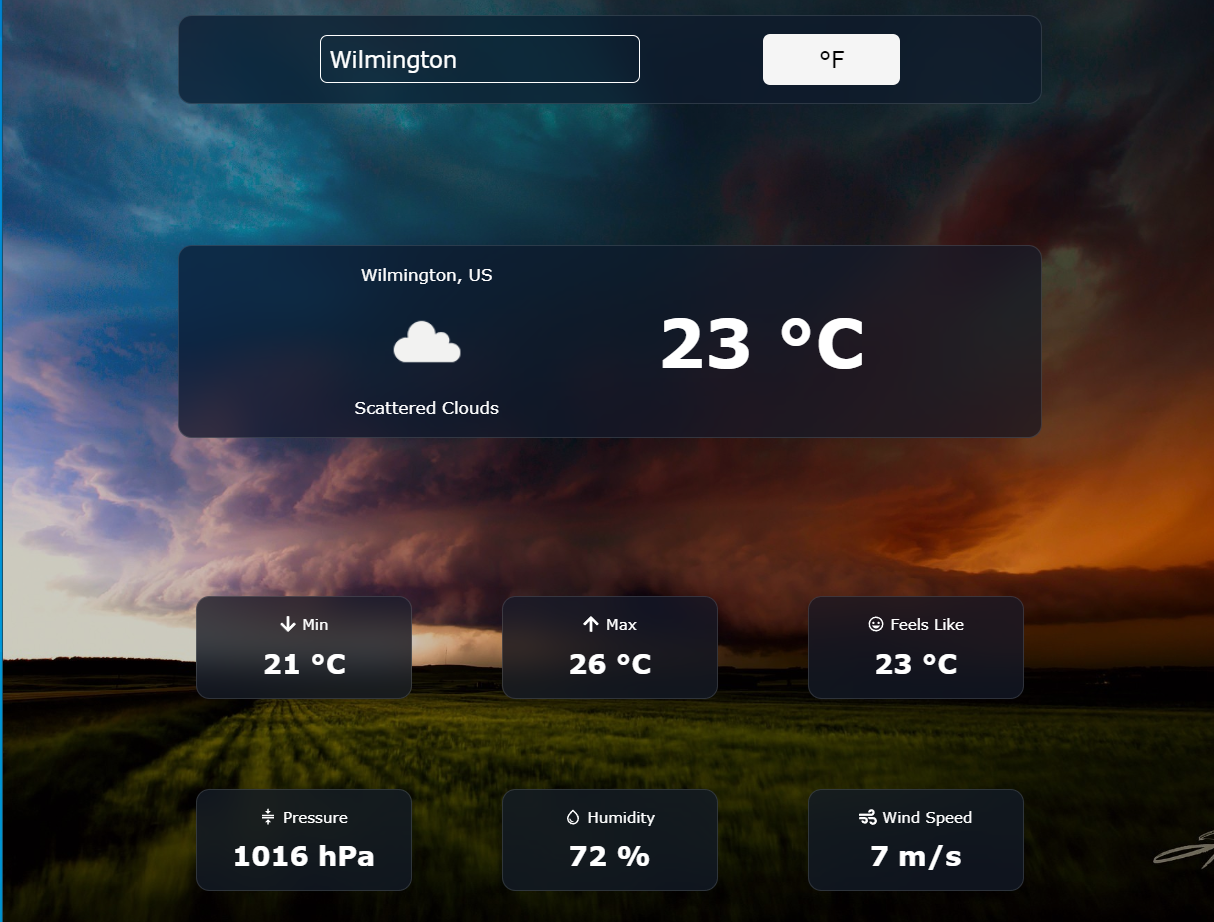 Wilmington
°F
Wilmington, US
23 °C
Scattered Clouds
Min
21 °C
Max
26 °C
Feels Like
23 °C
Pressure
1016 hPa
Humidity
72 %
Wind Speed
7 m/s